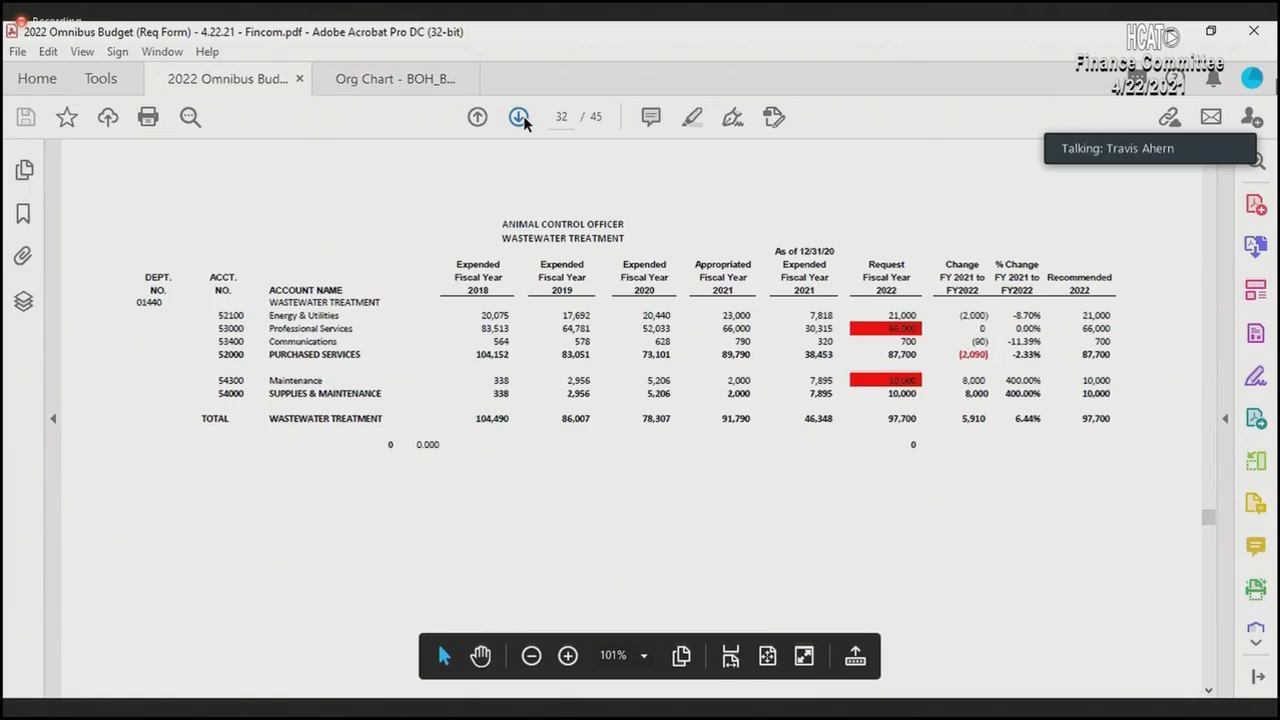 Recording
2022 Omnibus Budget (Req Form) - 4.22.21 - Fincom.pdf - Adobe Acrobat Pro DC (32-bit)
HCAT
File Edit View Sign Window Help
Finance Committee
4/22/2021
Home Tools 2022 Omnibus Bud... × Org Chart - BOH_B...
32 / 45
Talking: Travis Ahern
ANIMAL CONTROL OFFICER
WASTEWATER TREATMENT
As of 12/31/20
Expended Expended Expended Appropriated Expended Request Change % Change
DEPT. ACCT. Fiscal Year Fiscal Year Fiscal Year Fiscal Year Fiscal Year Fiscal Year FY 2021 to FY 2021 to Recommended
NO. NO. ACCOUNT NAME 2018 2019 2020 2021 2021 2022 FY2022 FY2022 2022
01440 WASTEWATER TREATMENT
52100 Energy & Utilities 20,075 17,692 20,440 23,000 7,818 21,000 (2,000) -8.70% 21,000
53000 Professional Services 83,513 64,781 52,033 66,000 30,315 66,000 0 0.00% 66,000
53400 Communications 564 578 628 790 320 700 (90) -11.39% 700
52000 PURCHASED SERVICES 104,152 83,051 73,101 89,790 38,453 87,700 (2,090) -2.33% 87,700
54300 Maintenance 338 2,956 5,206 2,000 7,895 10,000 8,000 400.00% 10,000
54000 SUPPLIES & MAINTENANCE 338 2,956 5,206 2,000 7,895 10,000 8,000 400.00% 10,000
TOTAL WASTEWATER TREATMENT 104,490 86,007 78,307 91,790 46,348 97,700 5,910 6.44% 97,700
0 0.000 0
101%